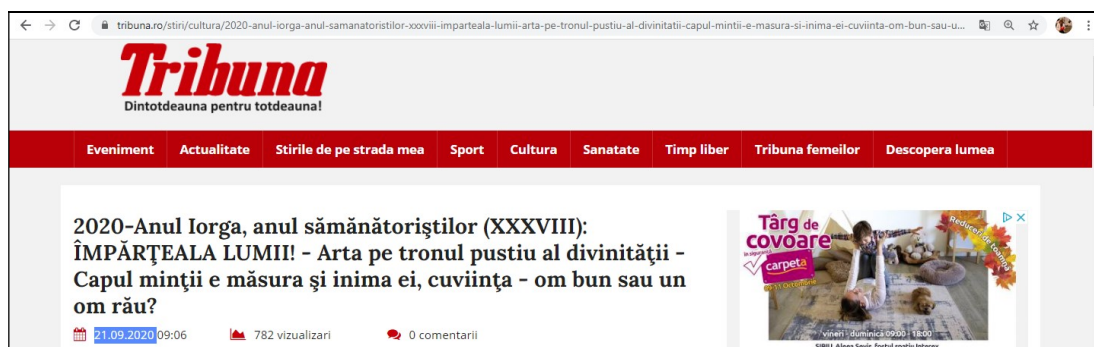 tribuna.ro/stiri/cultura/2020-anul-iorga-anul-samanatoristilor-xxxviii-imparteala-lumii-arta-pe-tronul-pustiu-al-divinitatii-capul-mintii-e-masura-si-inima-ei-cuviinta-om-bun-sau-u...
Tribuna
Dintotdeauna pentru totdeauna!
Eveniment Actualitate Stirile de pe strada mea Sport Cultura Sanatate Timp liber Tribuna femeilor Descopera lumea
2020-Anul Iorga, anul sămănătoriştilor (XXXVIII):
ÎMPĂRŢEALA LUMII! - Arta pe tronul pustiu al divinităţii -
Capul minţii e măsura şi inima ei, cuviinţa - om bun sau un
om rău?
21.09.2020 09:06 782 vizualizari 0 comentarii
Târg de
covoare
în siguranță
carpeta
Reduceri de toamnă
11 Octombrie
vineri - duminică 09:00 - 18:00